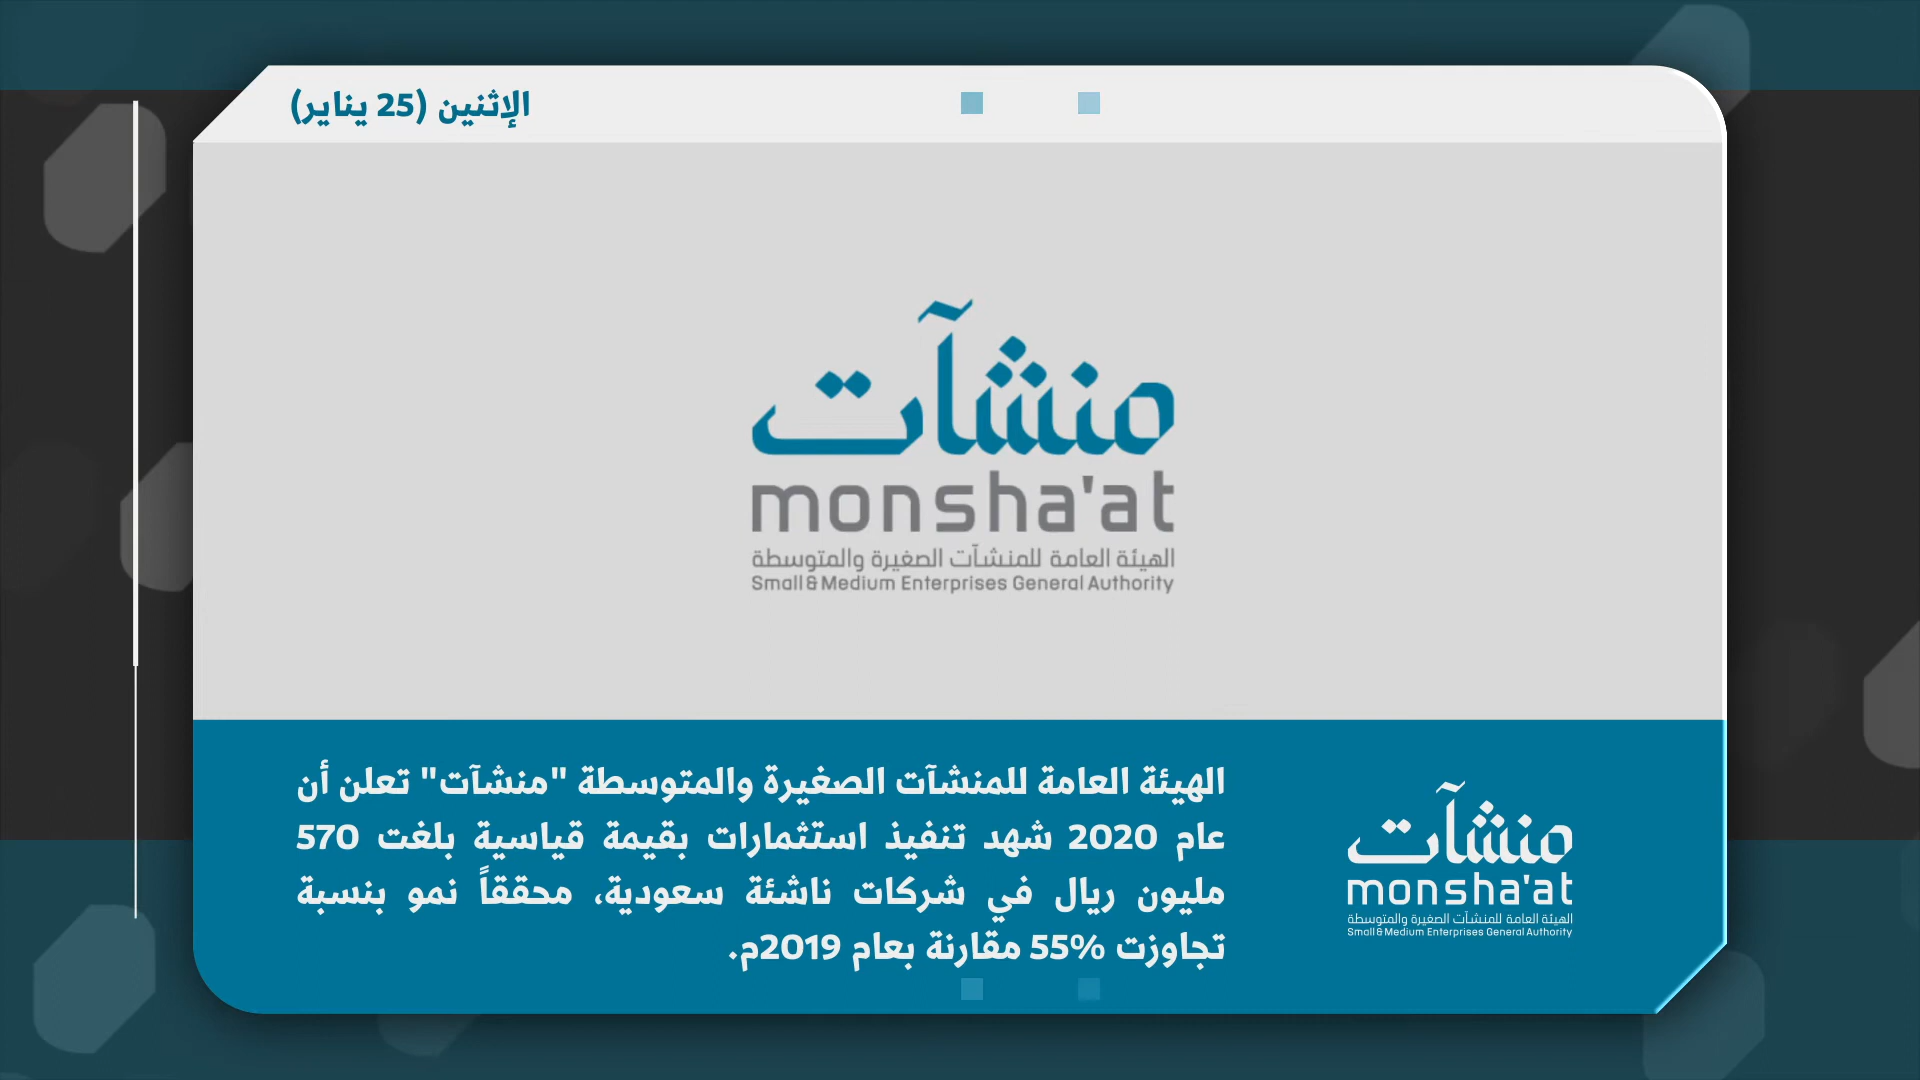 الإثنين (25 يناير)
منشآت
monsha'at
الهيئة العامة للمنشآت الصغيرة والمتوسطة
Small & Medium Enterprises General Authority
الهيئة العامة للمنشآت الصغيرة والمتوسطة "منشآت" تعلن أن
عام 2020 شهد تنفيذ استثمارات بقيمة قياسية بلغت 570
مليون ريال في شركات ناشئة سعودية، محققاً نمو بنسبة
تجاوزت 55% مقارنة بعام 2019م.
منشآت
monsha'at
الهيئة العامة للمنشآت الصغيرة والمتوسطة
Small & Medium Enterprises General Authority